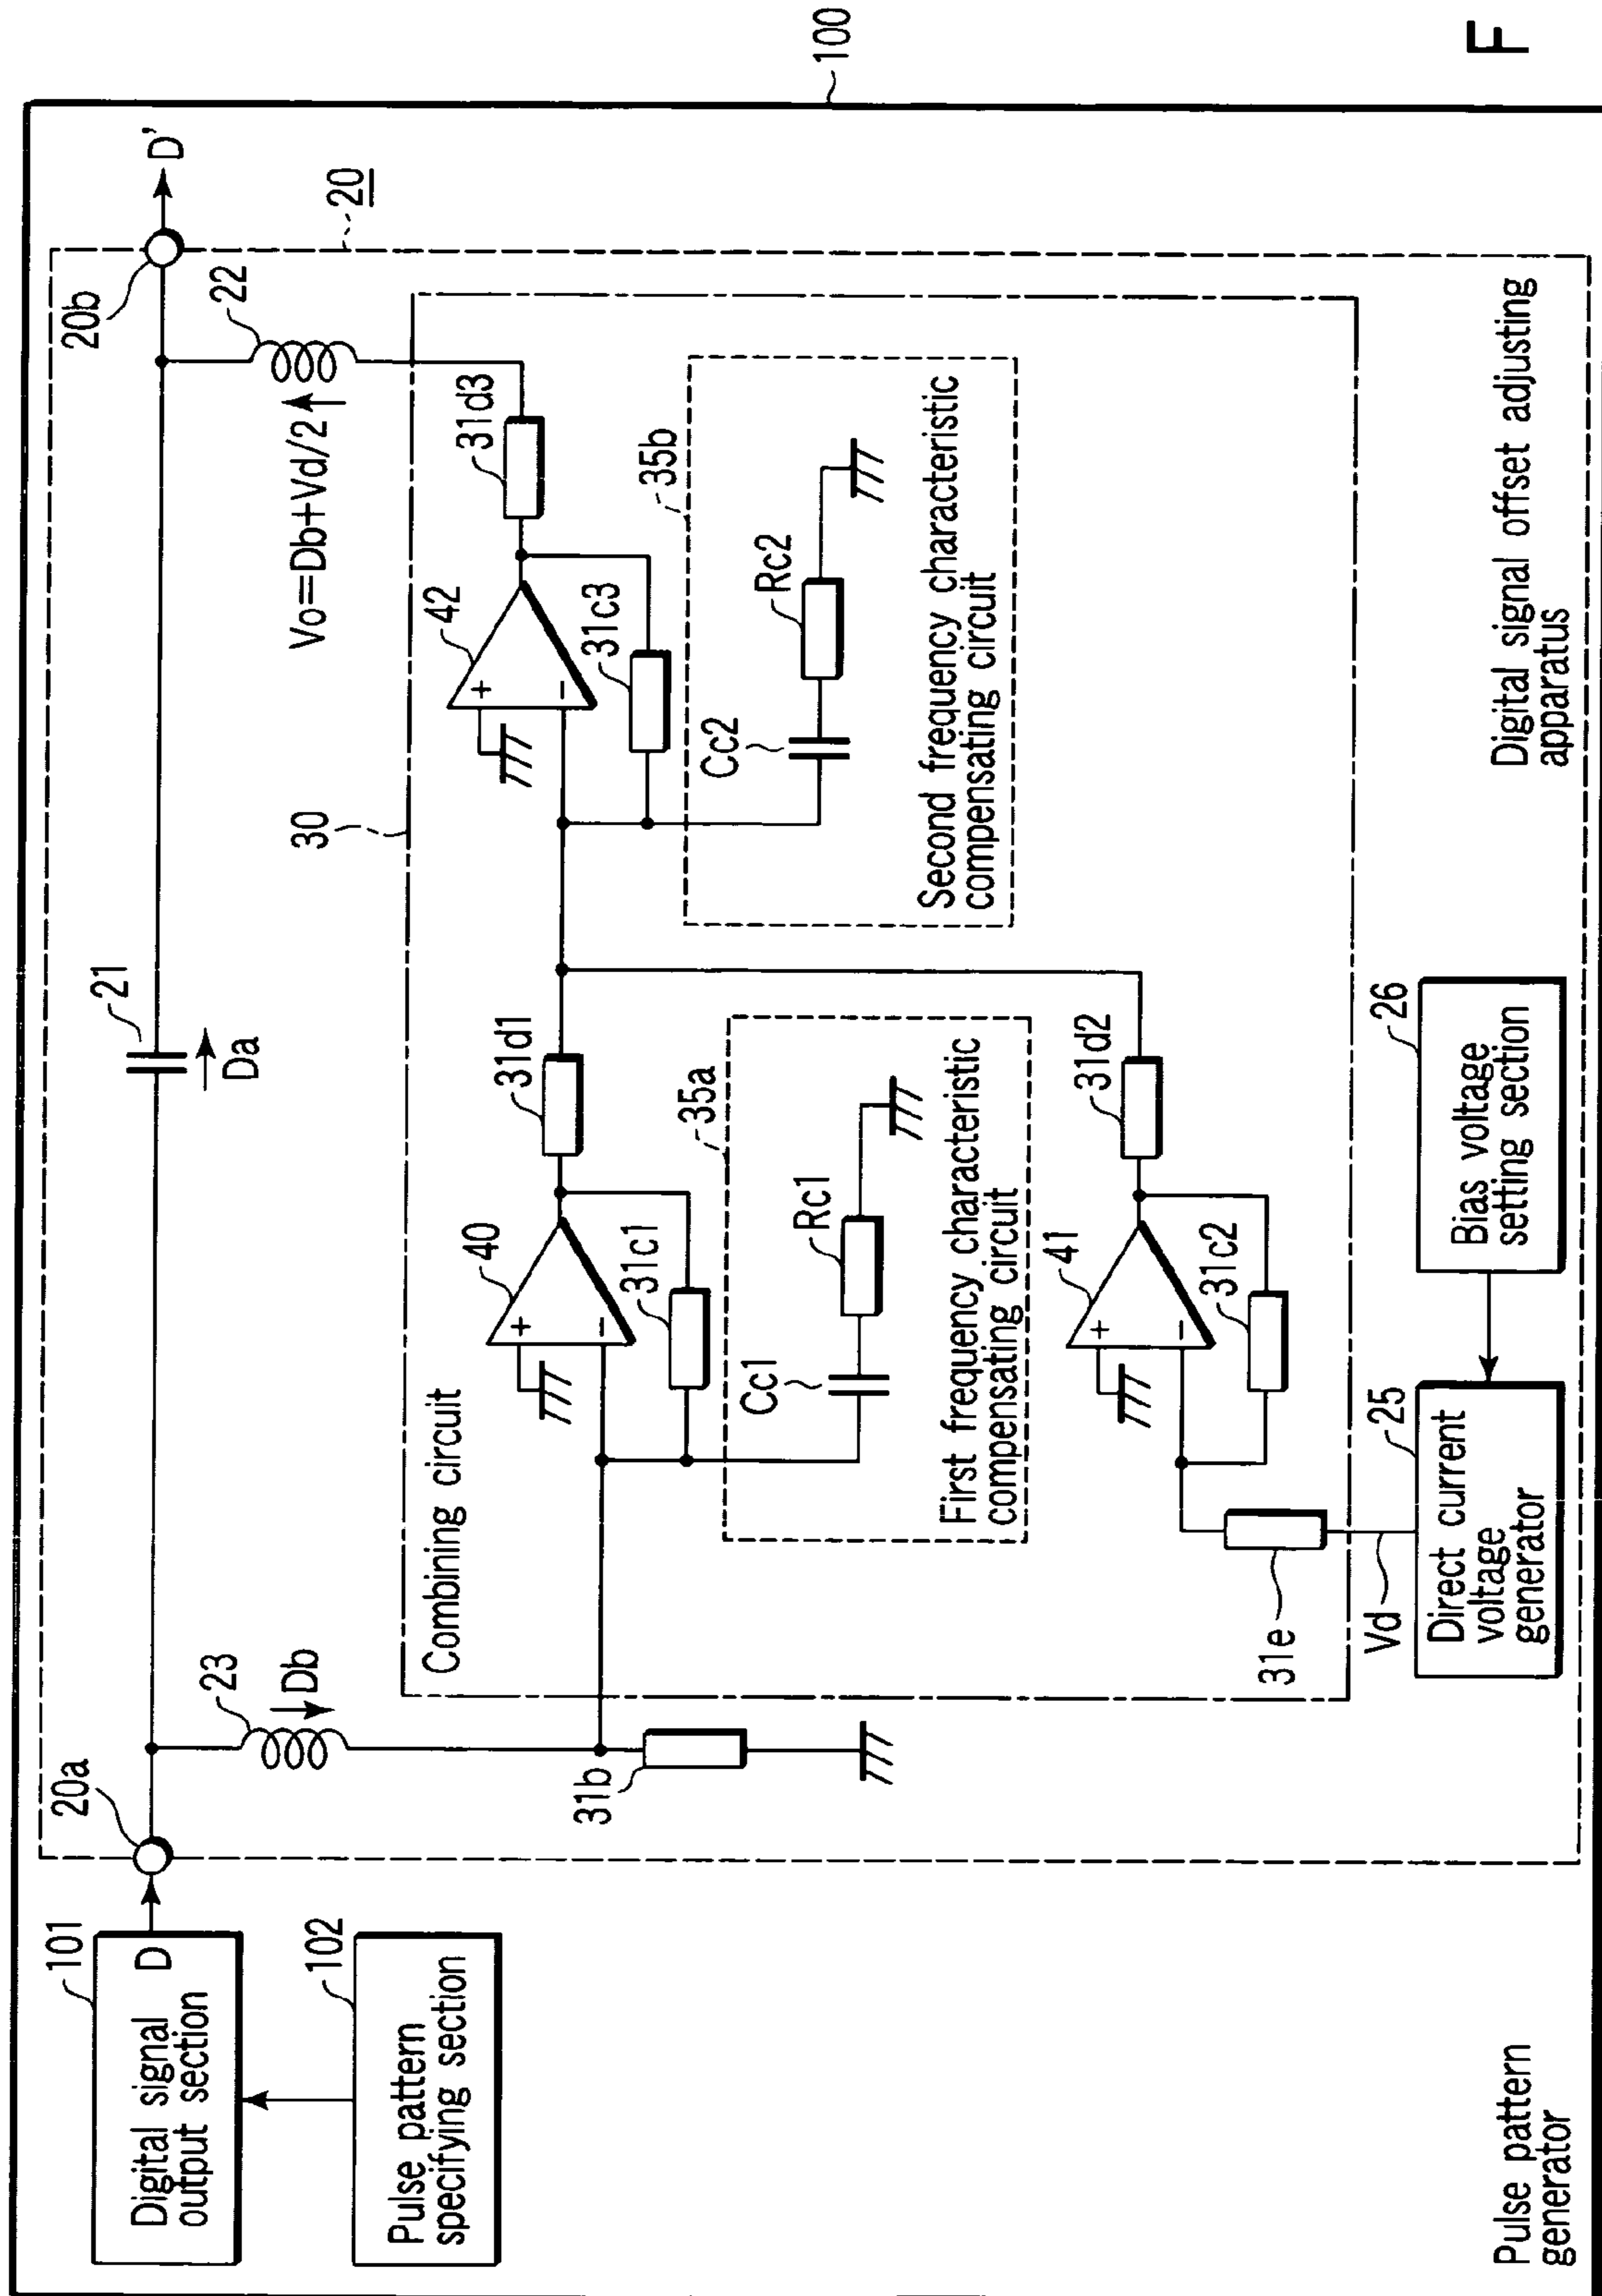 101
Digital signal
output section
D
102
Pulse pattern
specifying section
Pulse pattern
generator
20a
23
Db
31b
21
Da
20b
D'
20
22
Vo=Db+Vd/2
30
Combining circuit
40
+
−
31c1
31d1
35a
Cc1
Rc1
First frequency characteristic
compensating circuit
42
+
−
31c3
31d3
35b
Cc2
Rc2
Second frequency characteristic
compensating circuit
41
+
−
31c2
31d2
31e
Vd
25
Direct current
voltage
generator
26
Bias voltage
setting section
Digital signal offset adjusting
apparatus
100
F